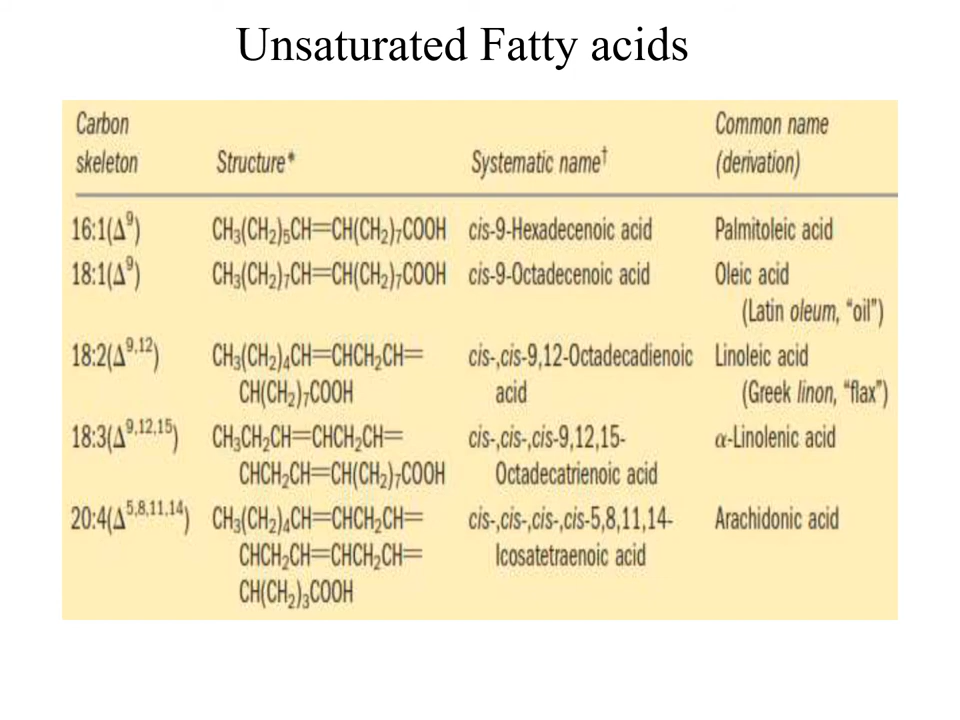 Unsaturated Fatty acids
Carbon skeleton Structure* Systematic name† Common name (derivation)
16:1(Δ⁹) CH₃(CH₂)₅CH=CH(CH₂)₇COOH cis-9-Hexadecenoic acid Palmitoleic acid
18:1(Δ⁹) CH₃(CH₂)₇CH=CH(CH₂)₇COOH cis-9-Octadecenoic acid Oleic acid
(Latin oleum, “oil”)
18:2(Δ⁹,¹²) CH₃(CH₂)₄CH=CHCH₂CH= cis-,cis-9,12-Octadecadienoic Linoleic acid
CH(CH₂)₇COOH acid (Greek linon, “flax”)
18:3(Δ⁹,¹²,¹⁵) CH₃CH₂CH=CHCH₂CH= cis-,cis-,cis-9,12,15- α-Linolenic acid
CHCH₂CH=CH(CH₂)₇COOH Octadecatrienoic acid
20:4(Δ⁵,⁸,¹¹,¹⁴) CH₃(CH₂)₄CH=CHCH₂CH= cis-,cis-,cis-,cis-5,8,11,14- Arachidonic acid
CHCH₂CH=CHCH₂CH= Icosatetraenoic acid
CH(CH₂)₃COOH